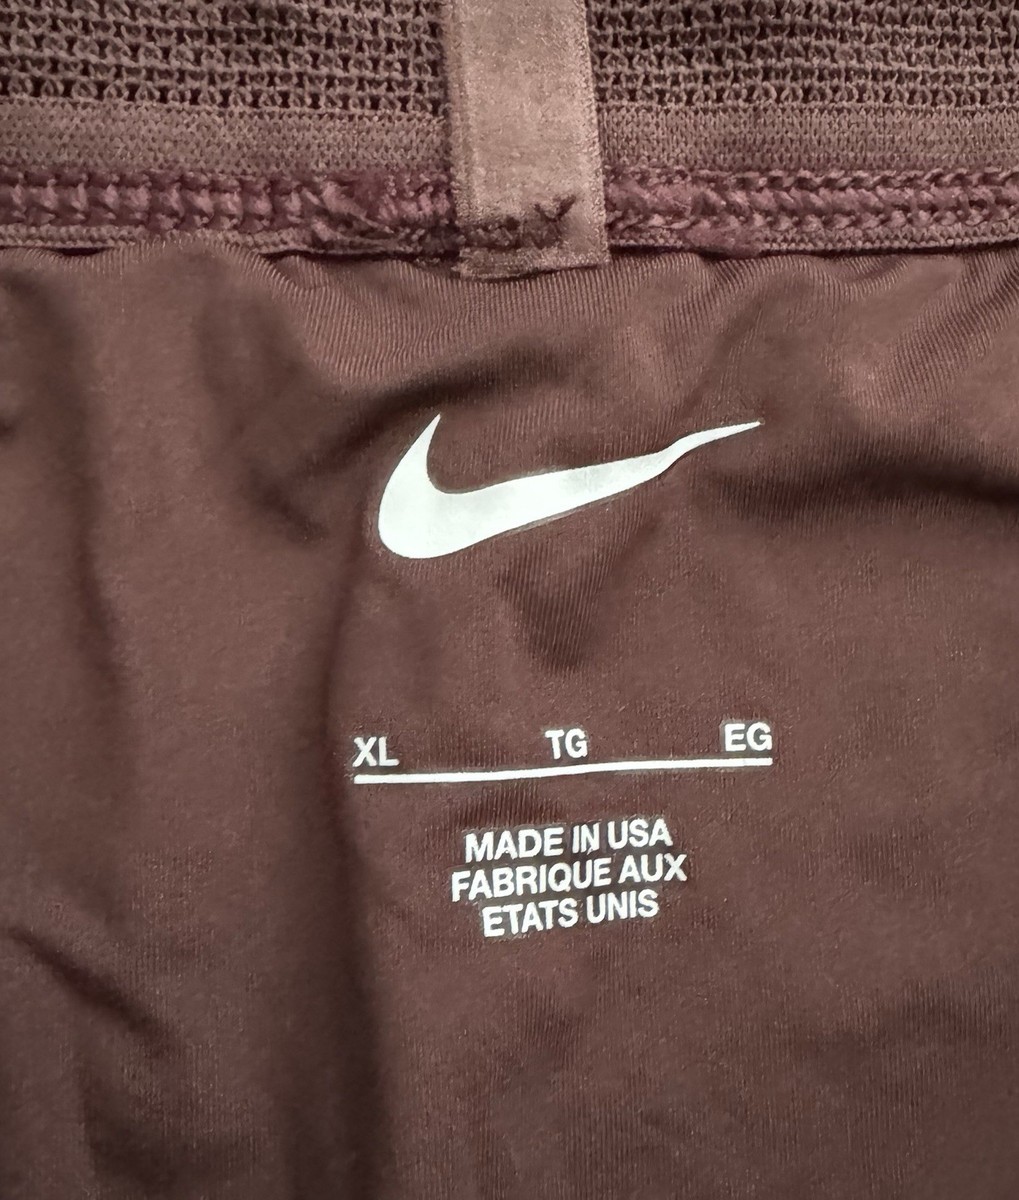 XL TG EG
MADE IN USA
FABRIQUE AUX
ETATS UNIS